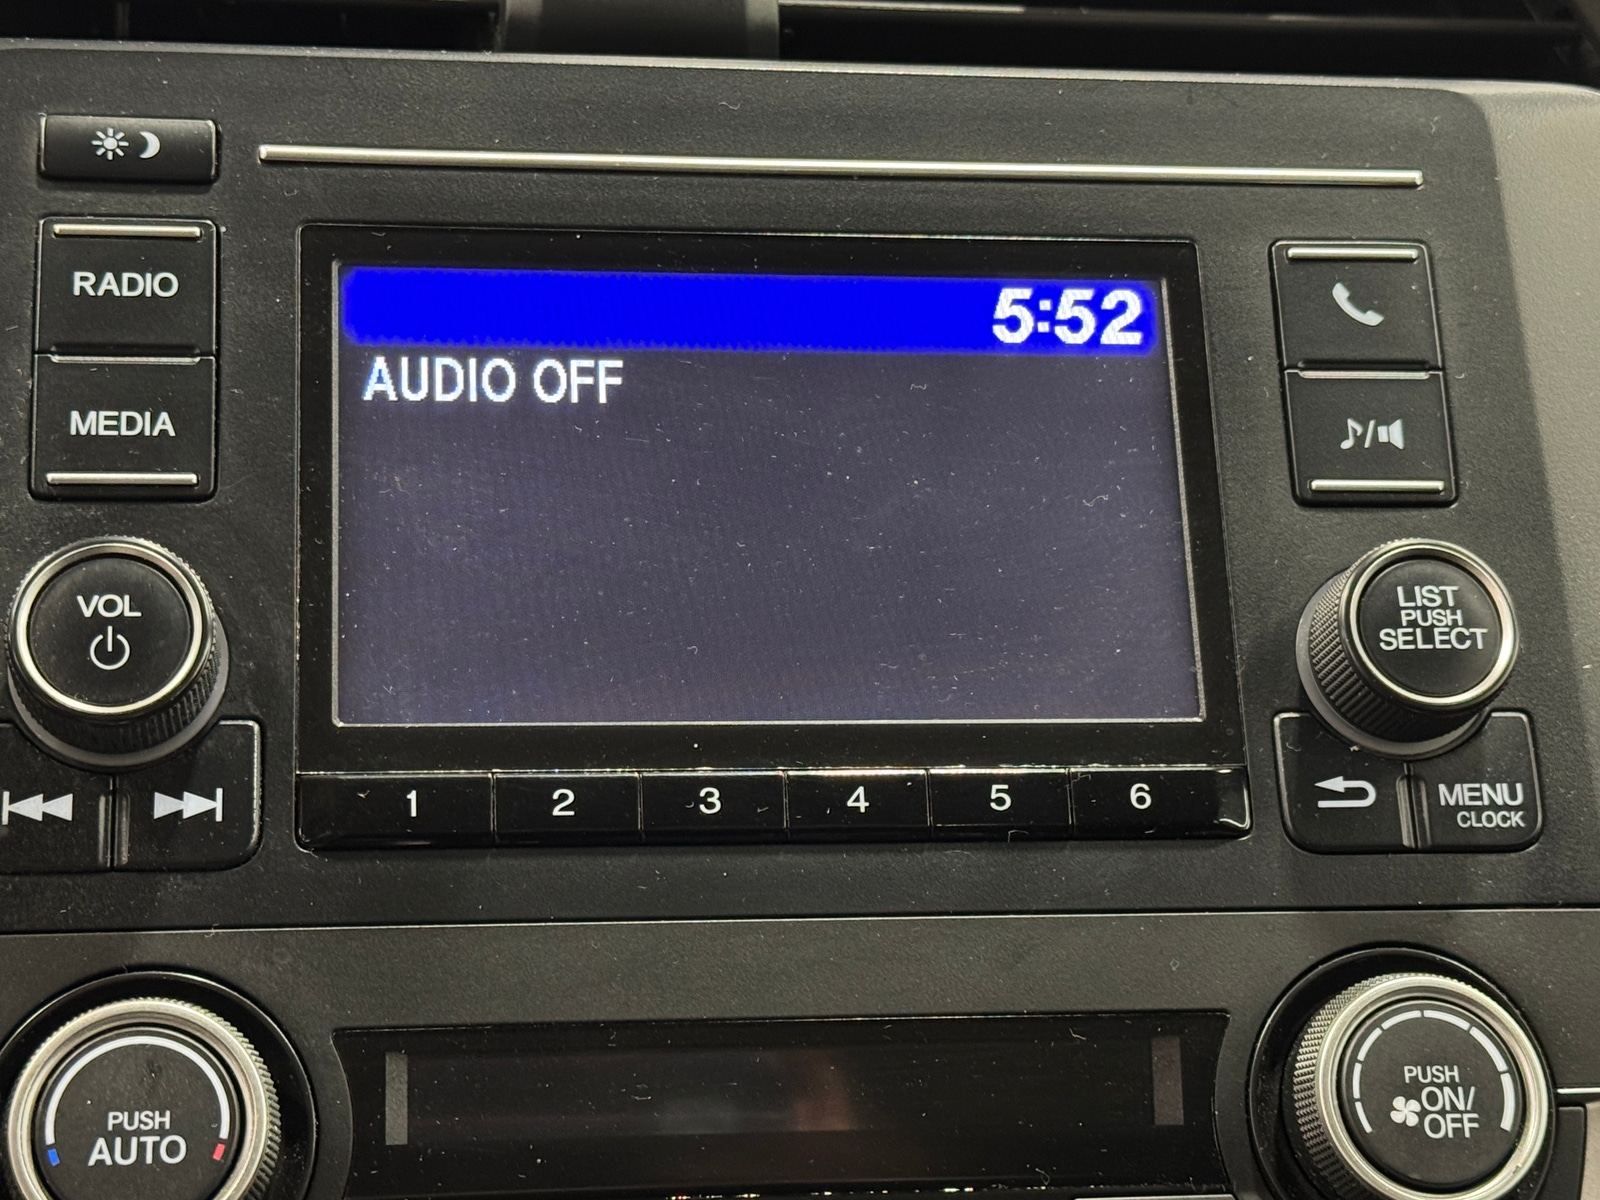 RADIO
MEDIA
VOL
5:52
AUDIO OFF
1 2 3 4 5 6
LIST
PUSH
SELECT
MENU
CLOCK
PUSH
AUTO
PUSH
ON/
OFF